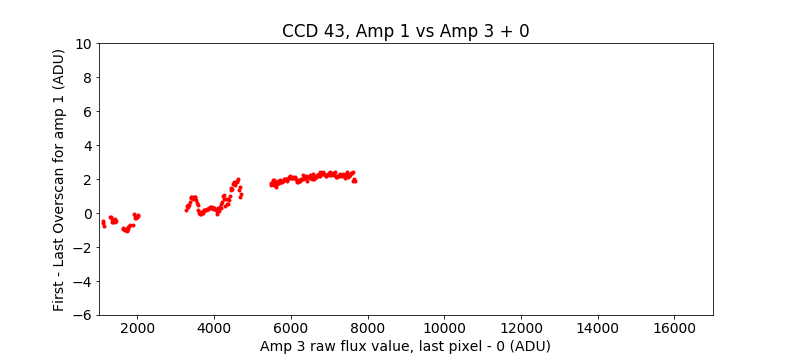 CCD 43, Amp 1 vs Amp 3 + 0
First - Last Overscan for amp 1 (ADU)
10
8
6
4
2
0
−2
−4
−6
2000 4000 6000 8000 10000 12000 14000 16000
Amp 3 raw flux value, last pixel - 0 (ADU)